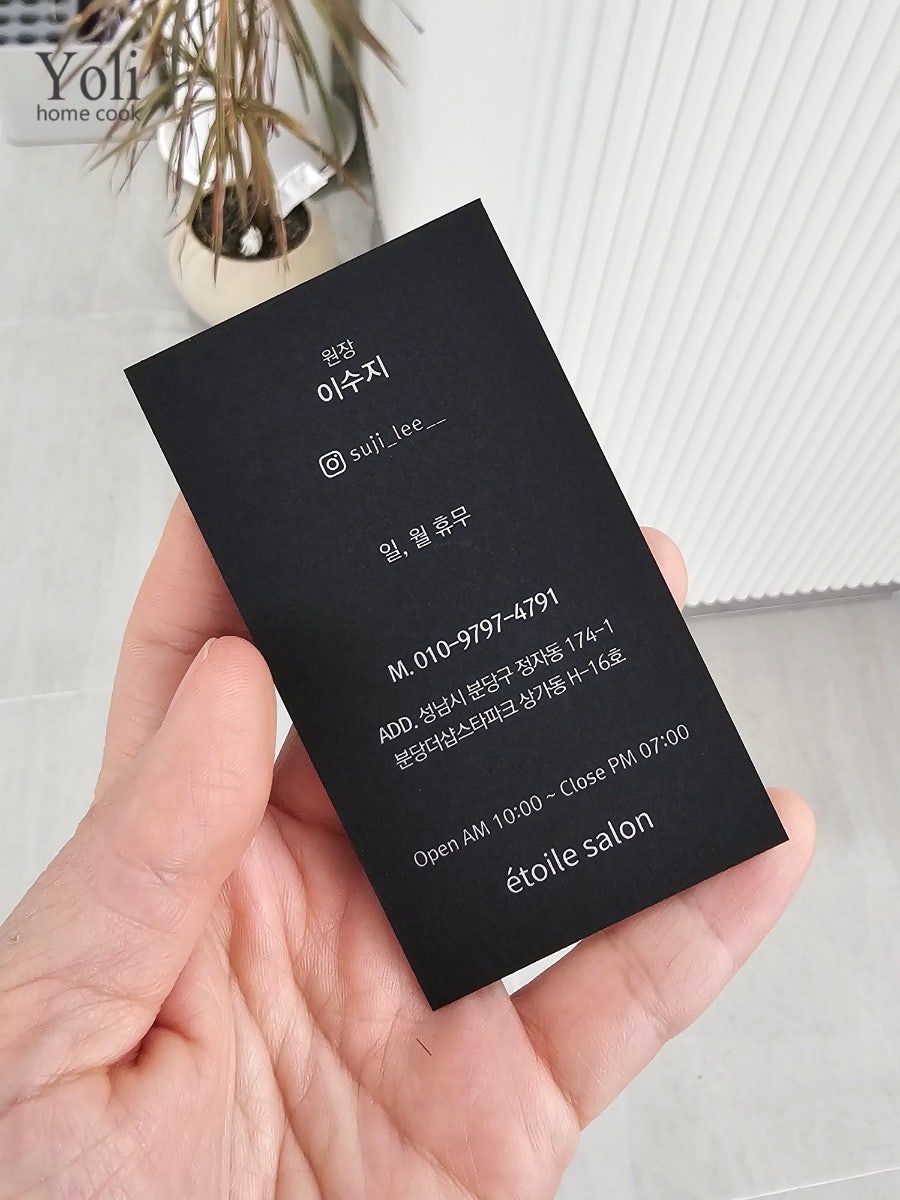 Yoli
home cook
원장
이수지
suji_lee__
일, 월 휴무
M. 010-9797-4791
ADD. 성남시 분당구 정자동 174-1
분당더샵스타파크 상가동 H-16호
Open AM 10:00 ~ Close PM 07:00
étoile salon